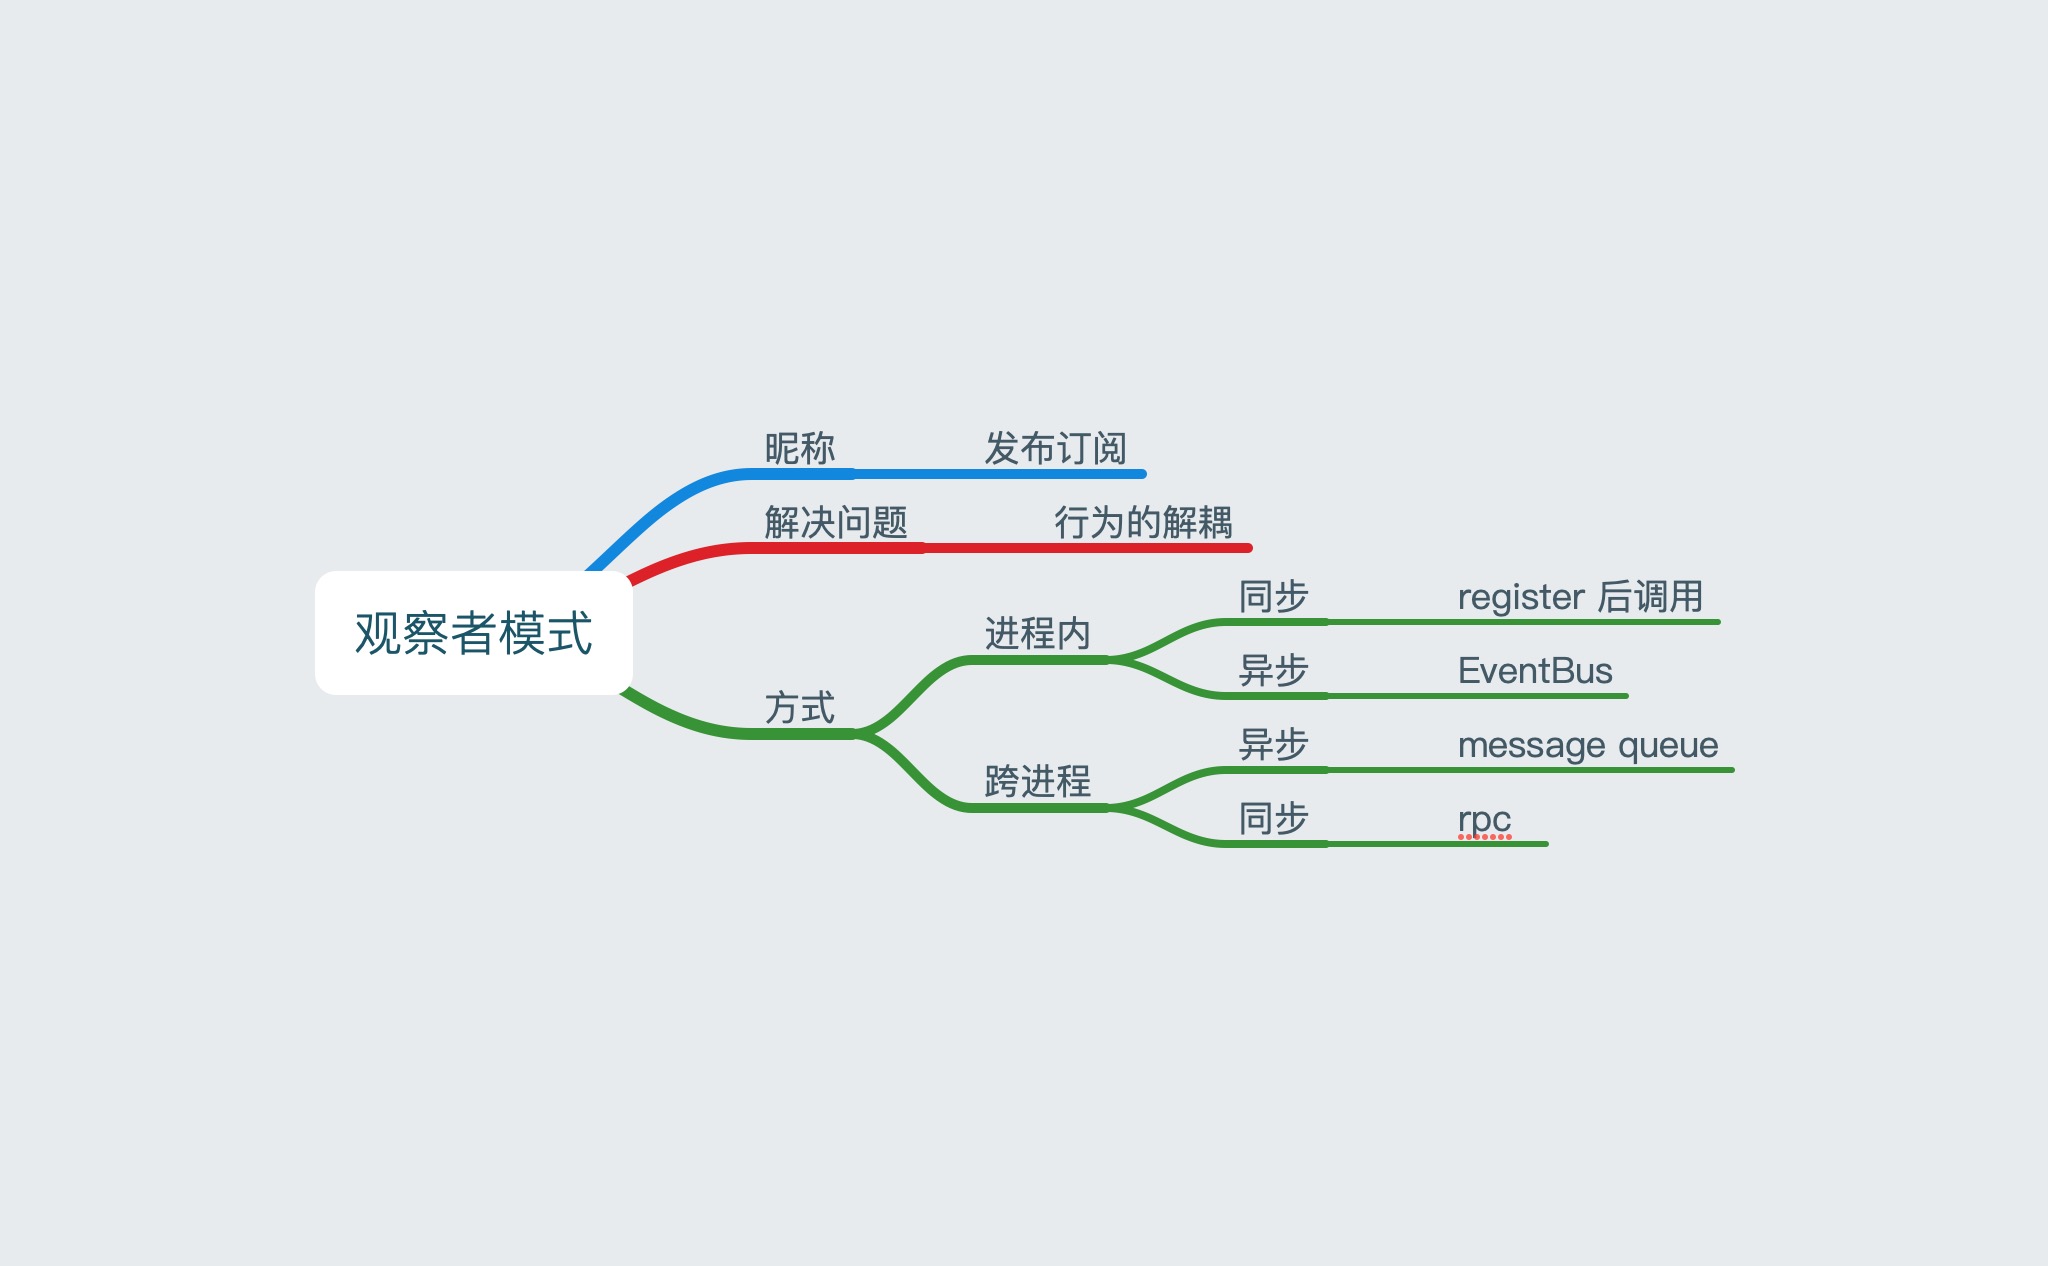 昵称
发布订阅
解决问题
行为的解耦
观察者模式
方式
进程内
同步
register 后调用
异步
EventBus
跨进程
异步
message queue
同步
rpc